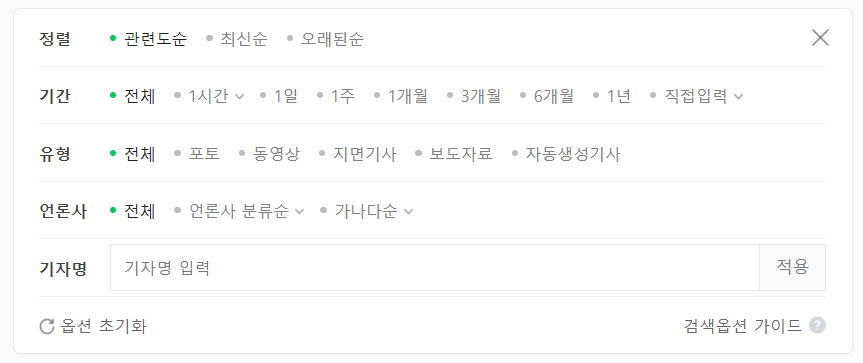 정렬 관련도순 최신순 오래된순
기간 전체 1시간 1일 1주 1개월 3개월 6개월 1년 직접입력
유형 전체 포토 동영상 지면기사 보도자료 자동생성기사
언론사 전체 언론사 분류순 가나다순
기자명 기자명 입력 적용
옵션 초기화 검색옵션 가이드 ?